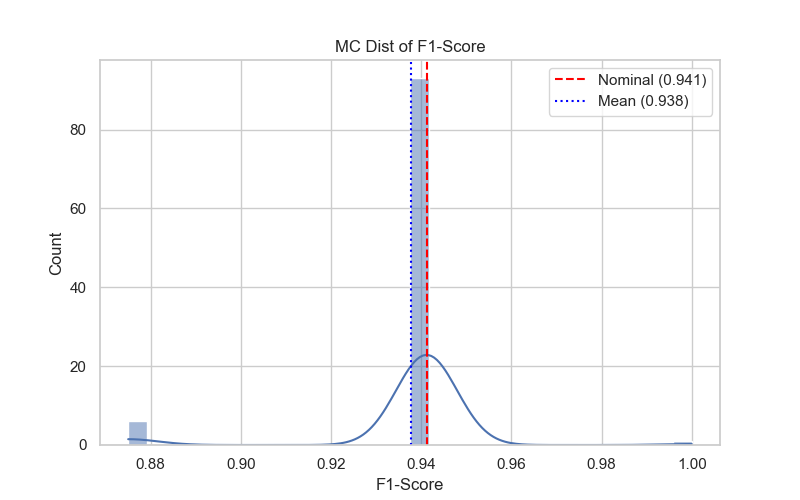 MC Dist of F1-Score
Nominal (0.941)
Mean (0.938)
Count
80
60
40
20
0
0.88 0.90 0.92 0.94 0.96 0.98 1.00
F1-Score